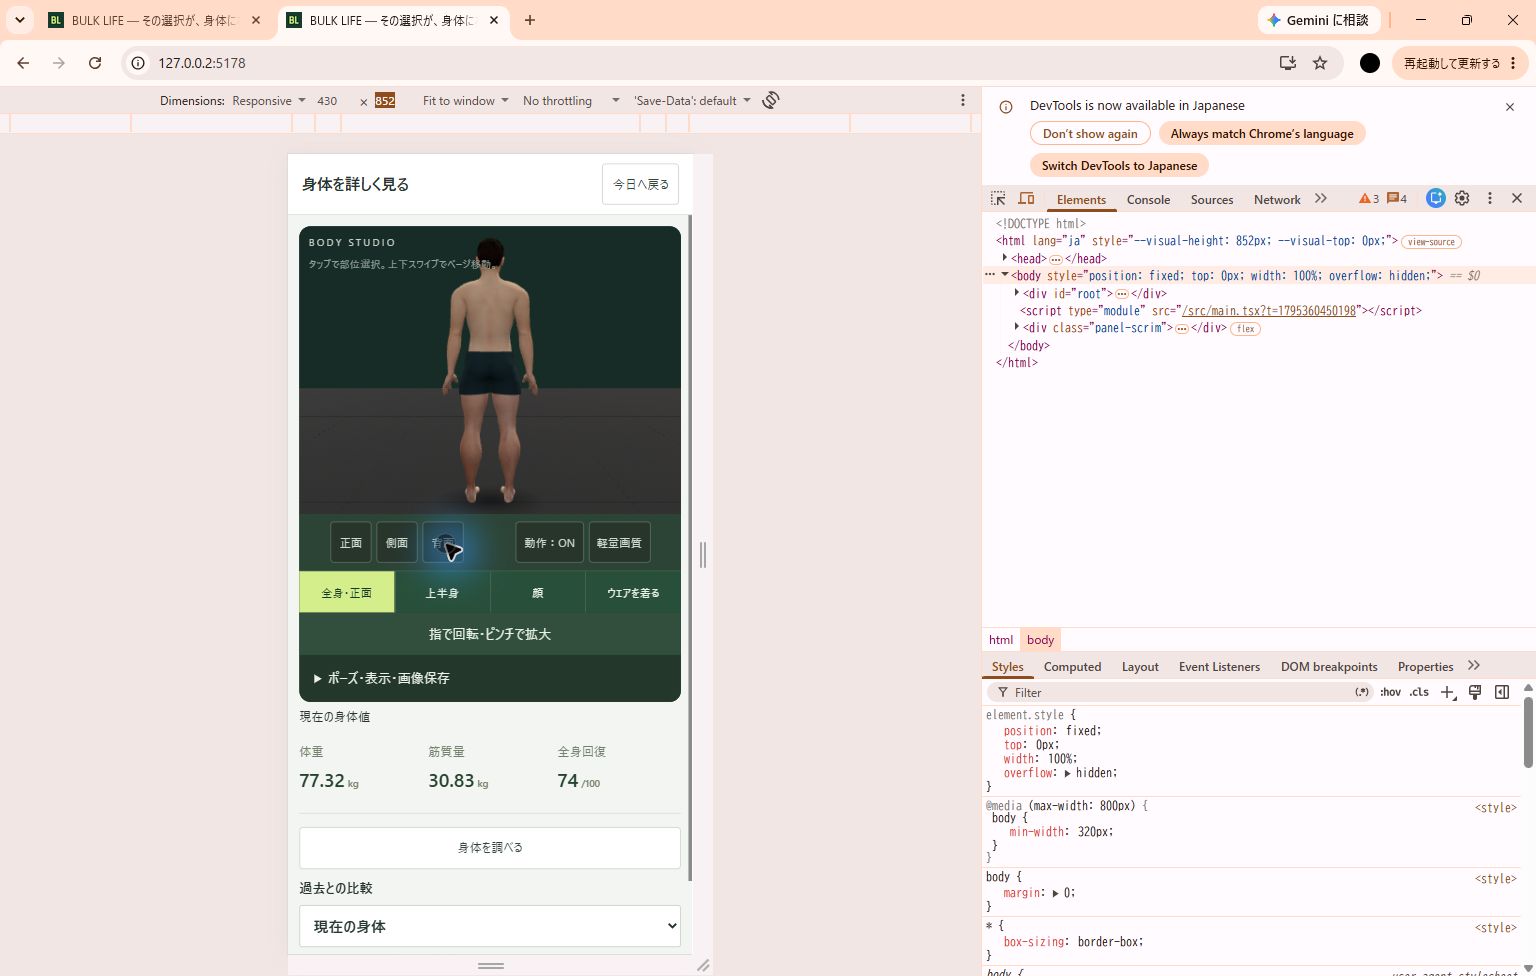 BL BULK LIFE — その選択が、身体に
BL BULK LIFE — その選択が、身体に
Gemini に相談
127.0.0.2:5178
再起動して更新する
Dimensions: Responsive 430 × 852 Fit to window No throttling 'Save-Data': default
身体を詳しく見る
今日へ戻る
BODY STUDIO
タップで部位選択。上下スワイプでページ移動。
正面 側面 背面 動作：ON 軽量画質
全身・正面 上半身 顔 ウエアを着る
指で回転・ピンチで拡大
▶ ポーズ・表示・画像保存
現在の身体値
体重 筋質量 全身回復
77.32 kg 30.83 kg 74 /100
身体を調べる
過去との比較
現在の身体
DevTools is now available in Japanese
Don't show again Always match Chrome's language
Switch DevTools to Japanese
Elements Console Sources Network 3 4
<!DOCTYPE html>
<html lang="ja" style="--visual-height: 852px; --visual-top: 0px;"> view-source
<head> … </head>
<body style="position: fixed; top: 0px; width: 100%; overflow: hidden;"> == $0
<div id="root"> … </div>
<script type="module" src="/src/main.tsx?t=1795360450198"></script>
<div class="panel-scrim"> … </div> flex
</body>
</html>
html body
Styles Computed Layout Event Listeners DOM breakpoints Properties
Filter (.*) :hov .cls
element.style {
position: fixed;
top: 0px;
width: 100%;
overflow: ▶ hidden;
}
@media (max-width: 800px) { <style>
body {
min-width: 320px;
}
}
body { <style>
margin: ▶ 0;
}
* { <style>
box-sizing: border-box;
}
body { user agent stylesheet